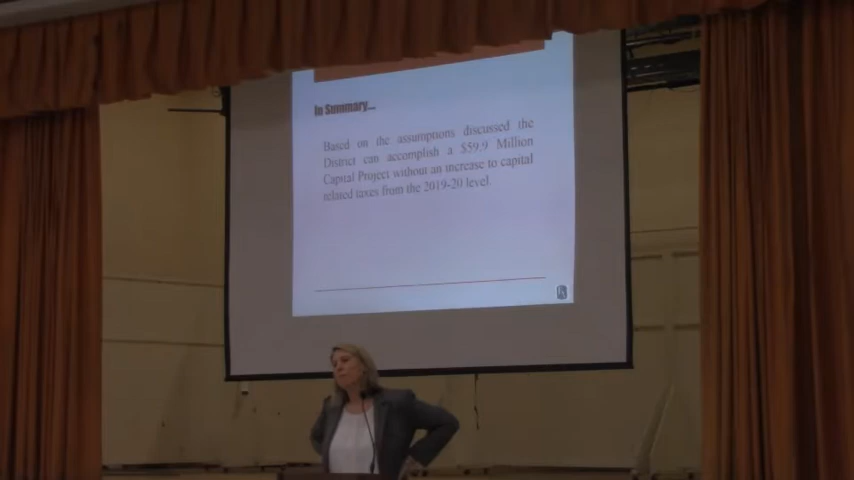 In Summary...
Based on the assumptions discussed the
District can accomplish a $59.9 Million
Capital Project without an increase to capital
related taxes from the 2019-20 level.